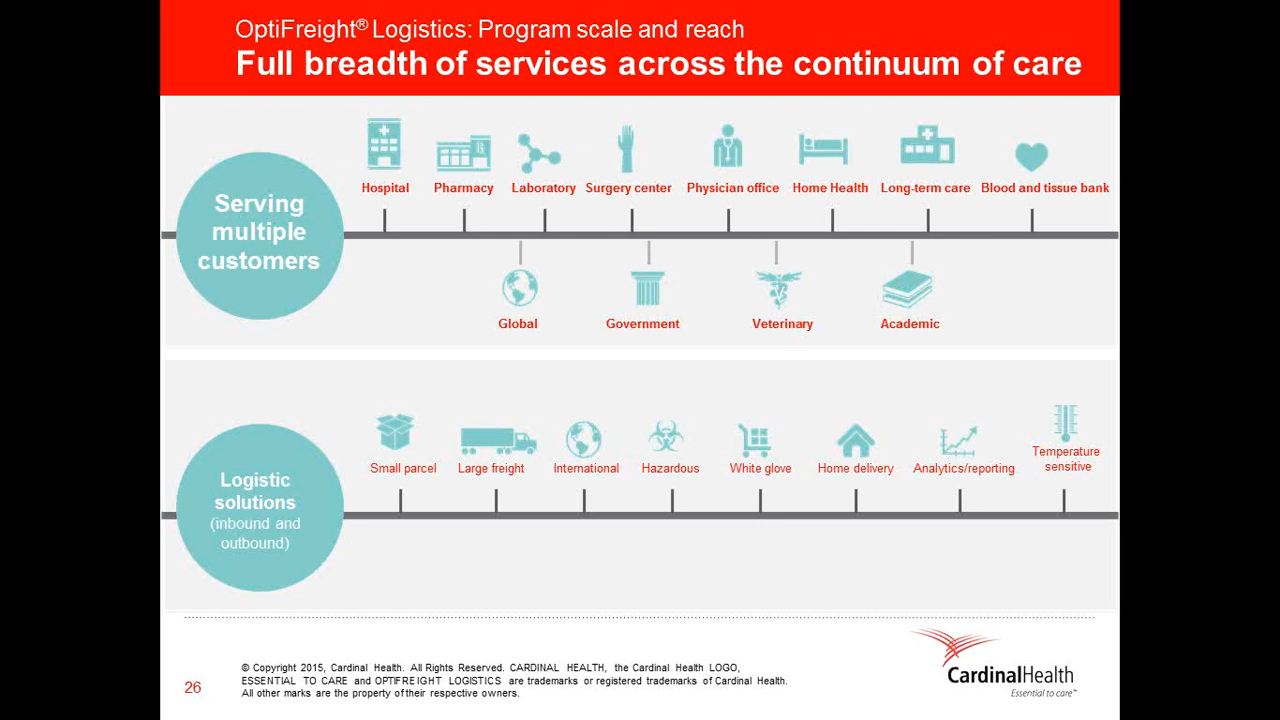 OptiFreight® Logistics: Program scale and reach
Full breadth of services across the continuum of care
Serving
multiple
customers
Hospital
Pharmacy
Laboratory
Surgery center
Physician office
Home Health
Long-term care
Blood and tissue bank
Rx
Global
Government
Veterinary
Academic
Logistic
solutions
(inbound and
outbound)
Small parcel
Large freight
International
Hazardous
White glove
Home delivery
Analytics/reporting
Temperature
sensitive
26
© Copyright 2015, Cardinal Health. All Rights Reserved. CARDINAL HEALTH, the Cardinal Health LOGO,
ESSENTIAL TO CARE and OPTIFREIGHT LOGISTICS are trademarks or registered trademarks of Cardinal Health.
All other marks are the property of their respective owners.
CardinalHealth
Essential to care™